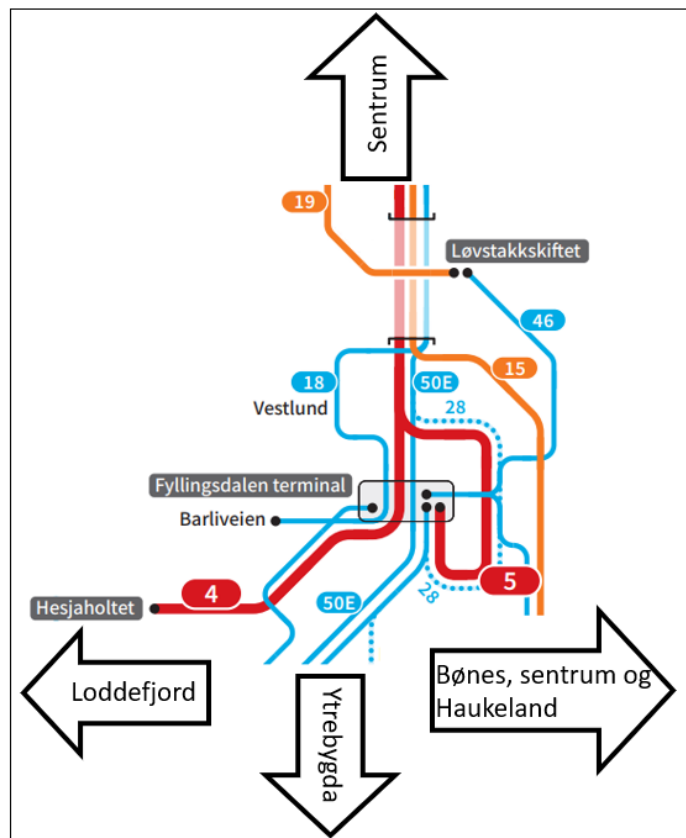 Sentrum
19
Løvstakkskiftet
46
18
50E
15
Vestlund
28
Fyllingsdalen terminal
Barliveien
4
5
50E
28
Hesjaholtet
Loddefjord
Ytrebygda
Bønes, sentrum og
Haukeland